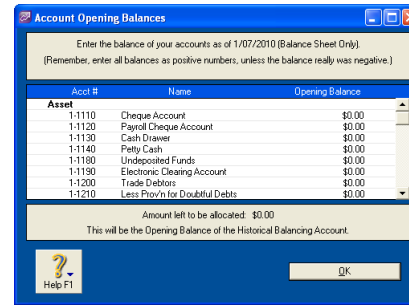 Account Opening Balances
Enter the balance of your accounts as of 1/07/2010 (Balance Sheet Only).
(Remember, enter all balances as positive numbers, unless the balance really was negative.)
Acct # Name Opening Balance
Asset
1-1110 Cheque Account $0.00
1-1120 Payroll Cheque Account $0.00
1-1130 Cash Drawer $0.00
1-1140 Petty Cash $0.00
1-1180 Undeposited Funds $0.00
1-1190 Electronic Clearing Account $0.00
1-1200 Trade Debtors $0.00
1-1210 Less Prov'n for Doubtful Debts $0.00
Amount left to be allocated: $0.00
This will be the Opening Balance of the Historical Balancing Account.
Help F1
OK